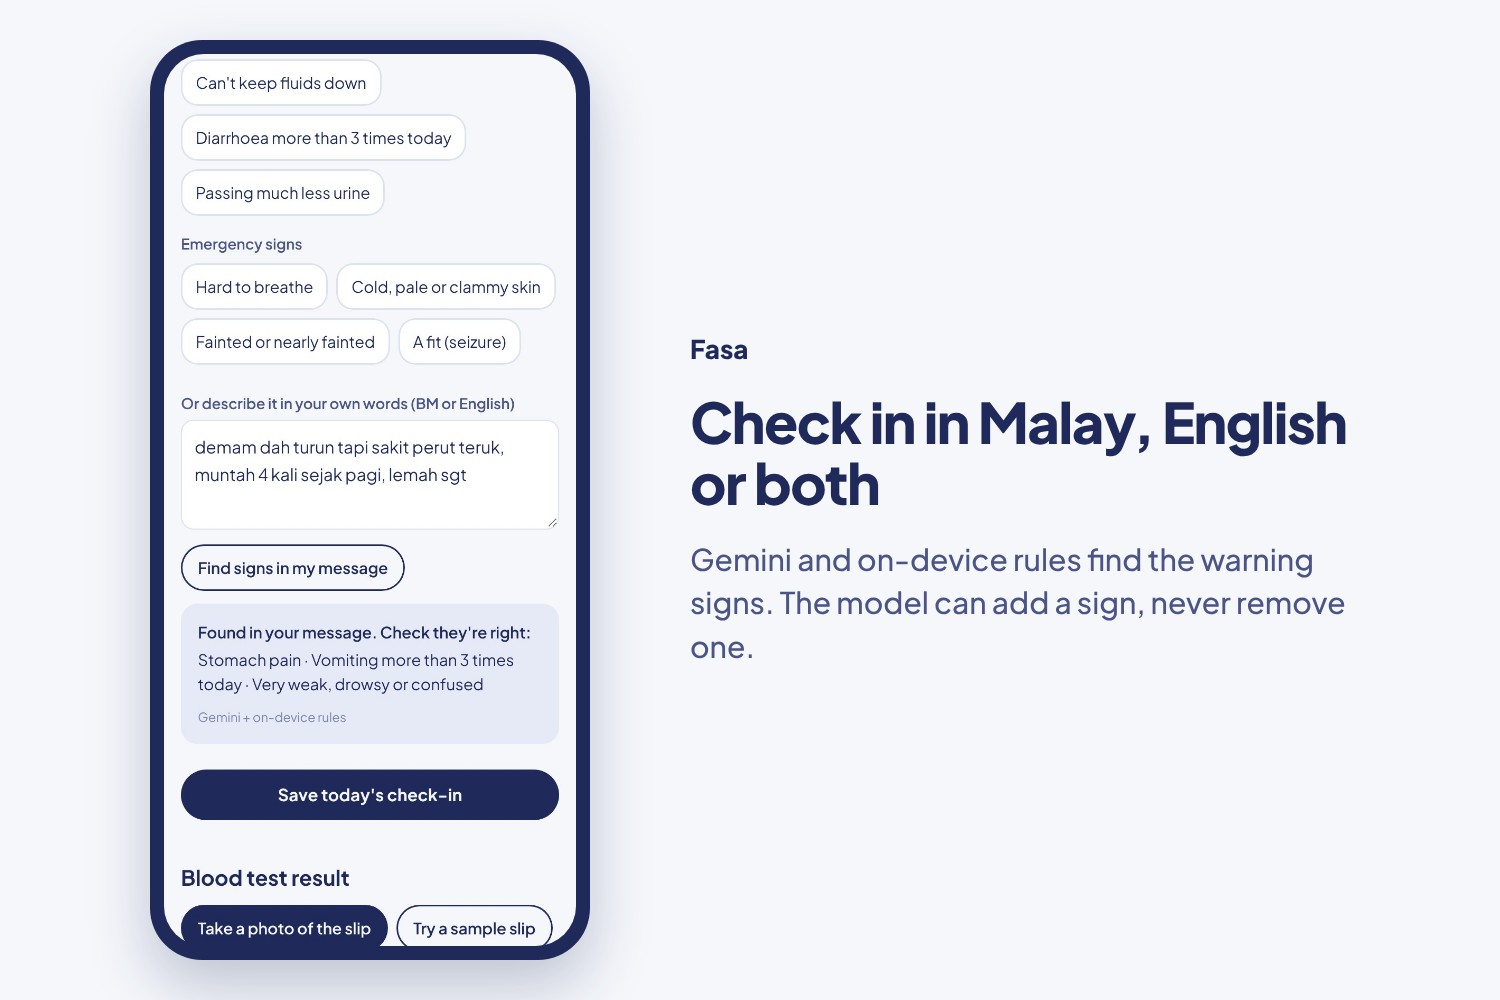 Can't keep fluids down
Diarrhoea more than 3 times today
Passing much less urine
Emergency signs
Hard to breathe
Cold, pale or clammy skin
Fainted or nearly fainted
A fit (seizure)
Or describe it in your own words (BM or English)
demam dah turun tapi sakit perut teruk,
muntah 4 kali sejak pagi, lemah sgt
Find signs in my message
Found in your message. Check they're right:
Stomach pain · Vomiting more than 3 times
today · Very weak, drowsy or confused
Gemini + on-device rules
Save today's check-in
Blood test result
Take a photo of the slip
Try a sample slip
Fasa
Check in in Malay, English
or both
Gemini and on-device rules find the warning
signs. The model can add a sign, never remove
one.